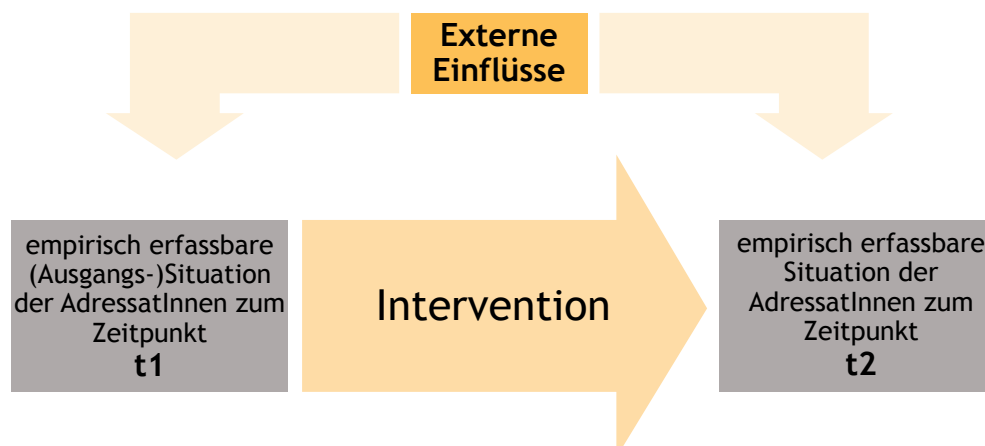 Externe
Einflüsse
empirisch erfassbare
(Ausgangs-)Situation
der AdressatInnen zum
Zeitpunkt
t1
Intervention
empirisch erfassbare
Situation der
AdressatInnen zum
Zeitpunkt
t2